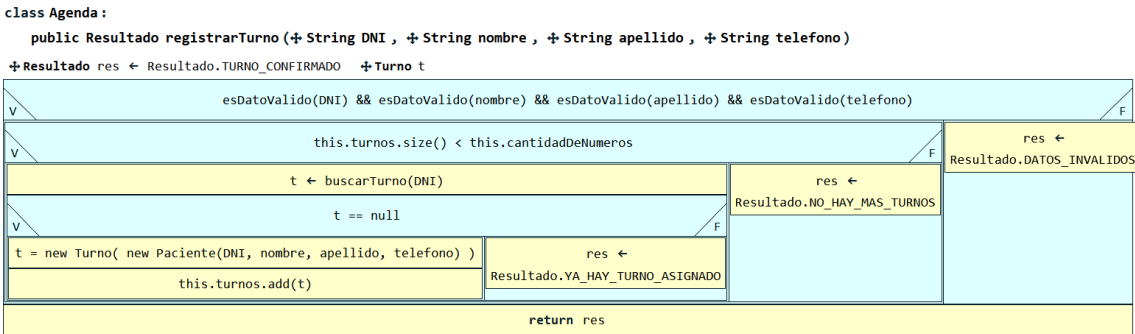 class Agenda:
public Resultado registrarTurno(✢ String DNI, ✢ String nombre, ✢ String apellido, ✢ String telefono)
✢ Resultado res ← Resultado.TURNO_CONFIRMADO ✢ Turno t
esDatoValido(DNI) && esDatoValido(nombre) && esDatoValido(apellido) && esDatoValido(telefono)
V
F
this.turnos.size() < this.cantidadDeNumeros
V
F
res ←
Resultado.DATOS_INVALIDOS
t ← buscarTurno(DNI)
res ←
Resultado.NO_HAY_MAS_TURNOS
t == null
V
F
t = new Turno( new Paciente(DNI, nombre, apellido, telefono) )
this.turnos.add(t)
res ←
Resultado.YA_HAY_TURNO_ASIGNADO
return res